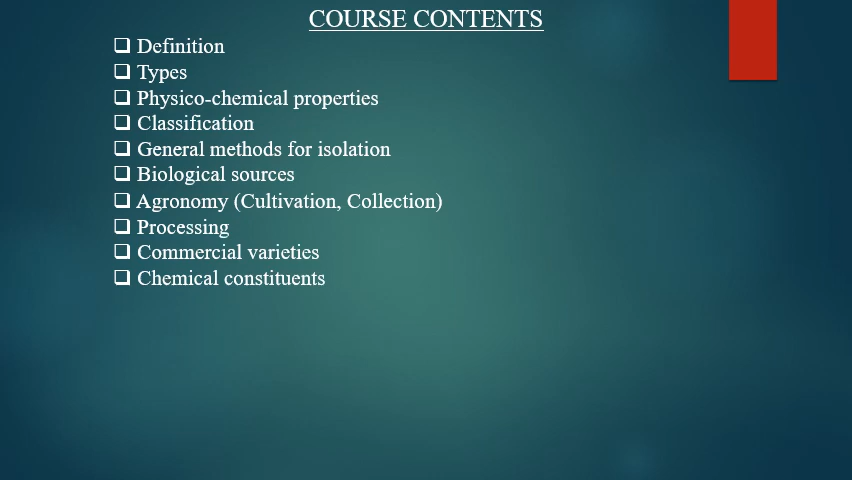 COURSE CONTENTS
❑ Definition
❑ Types
❑ Physico-chemical properties
❑ Classification
❑ General methods for isolation
❑ Biological sources
❑ Agronomy (Cultivation, Collection)
❑ Processing
❑ Commercial varieties
❑ Chemical constituents